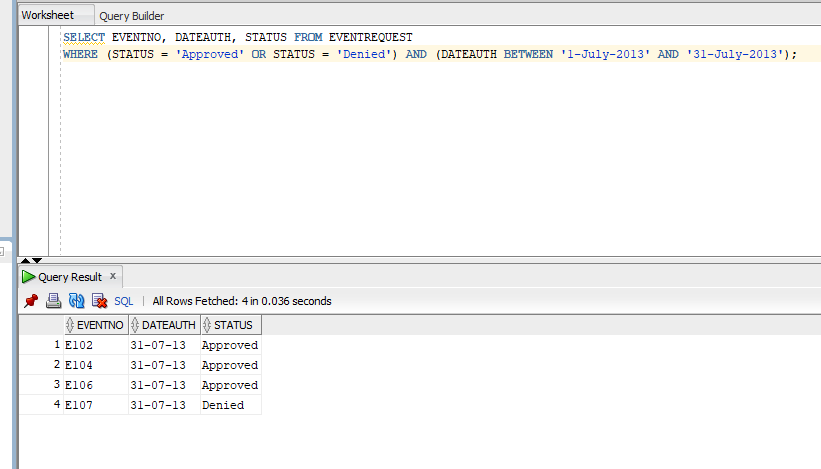 Worksheet Query Builder
SELECT EVENTNO, DATEAUTH, STATUS FROM EVENTREQUEST
WHERE (STATUS = 'Approved' OR STATUS = 'Denied') AND (DATEAUTH BETWEEN '1-July-2013' AND '31-July-2013');
Query Result x
SQL | All Rows Fetched: 4 in 0.036 seconds
EVENTNO DATEAUTH STATUS
1 E102 31-07-13 Approved
2 E104 31-07-13 Approved
3 E106 31-07-13 Approved
4 E107 31-07-13 Denied